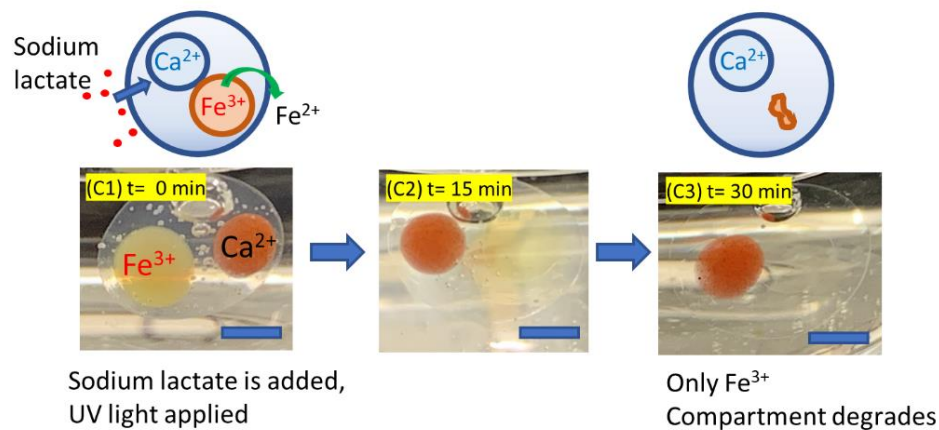 Sodium
lactate
Ca²⁺
Fe³⁺
Fe²⁺
Ca²⁺
(C1) t= 0 min
Fe³⁺
Ca²⁺
(C2) t= 15 min
(C3) t= 30 min
Sodium lactate is added,
UV light applied
Only Fe³⁺
Compartment degrades